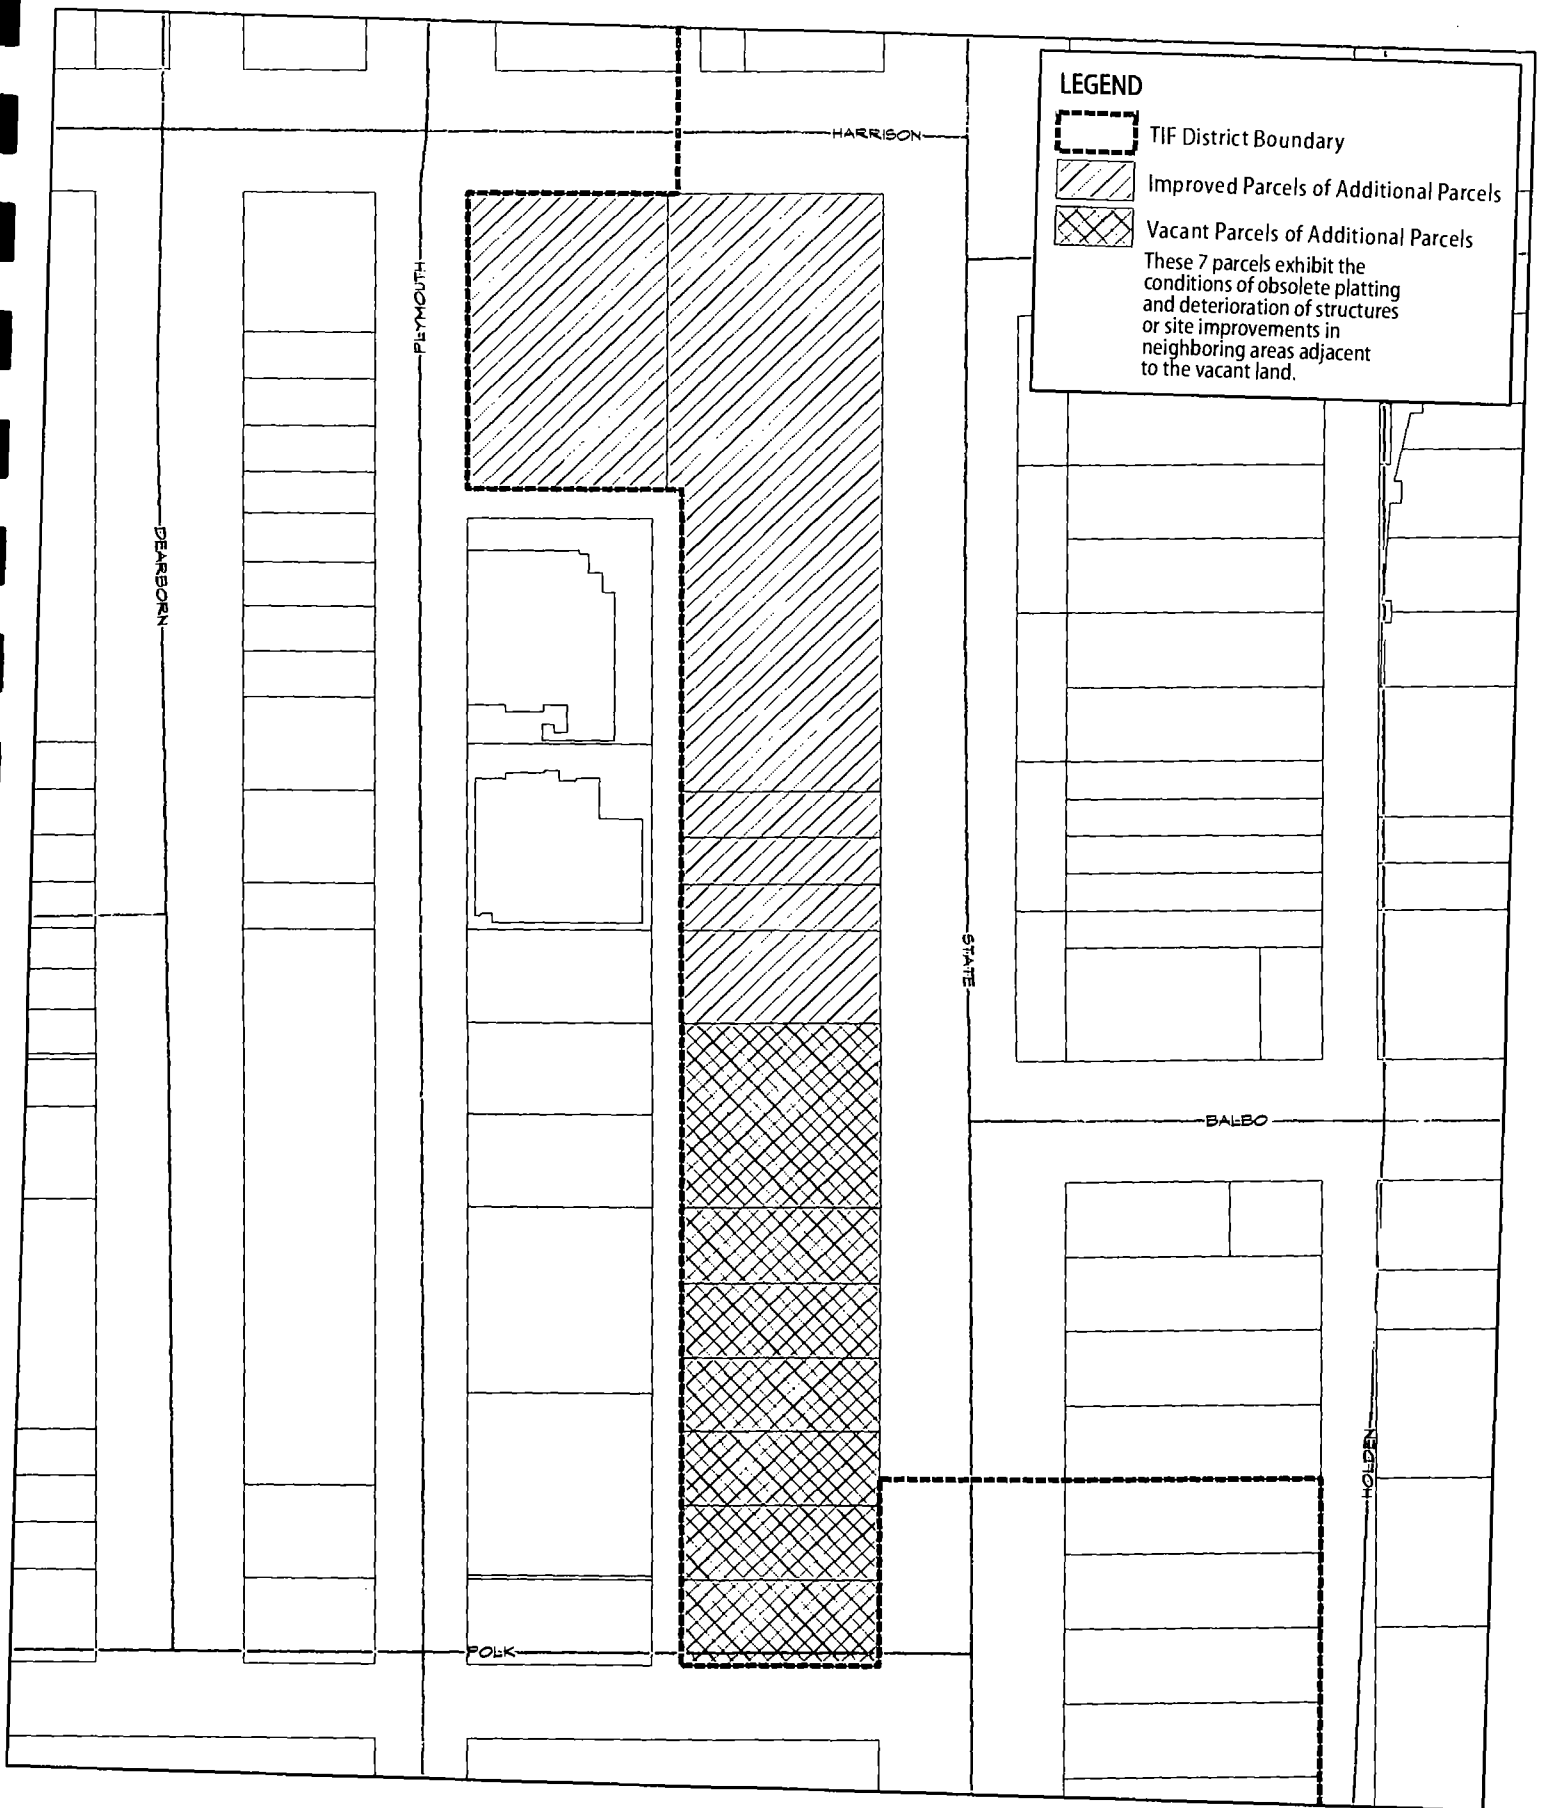 LEGEND
TIF District Boundary
Improved Parcels of Additional Parcels
Vacant Parcels of Additional Parcels
These 7 parcels exhibit the
conditions of obsolete platting
and deterioration of structures
or site improvements in
neighboring areas adjacent
to the vacant land.
HARRISON
PLYMOUTH
DEARBORN
STATE
BALBO
HOLDEN
POLK